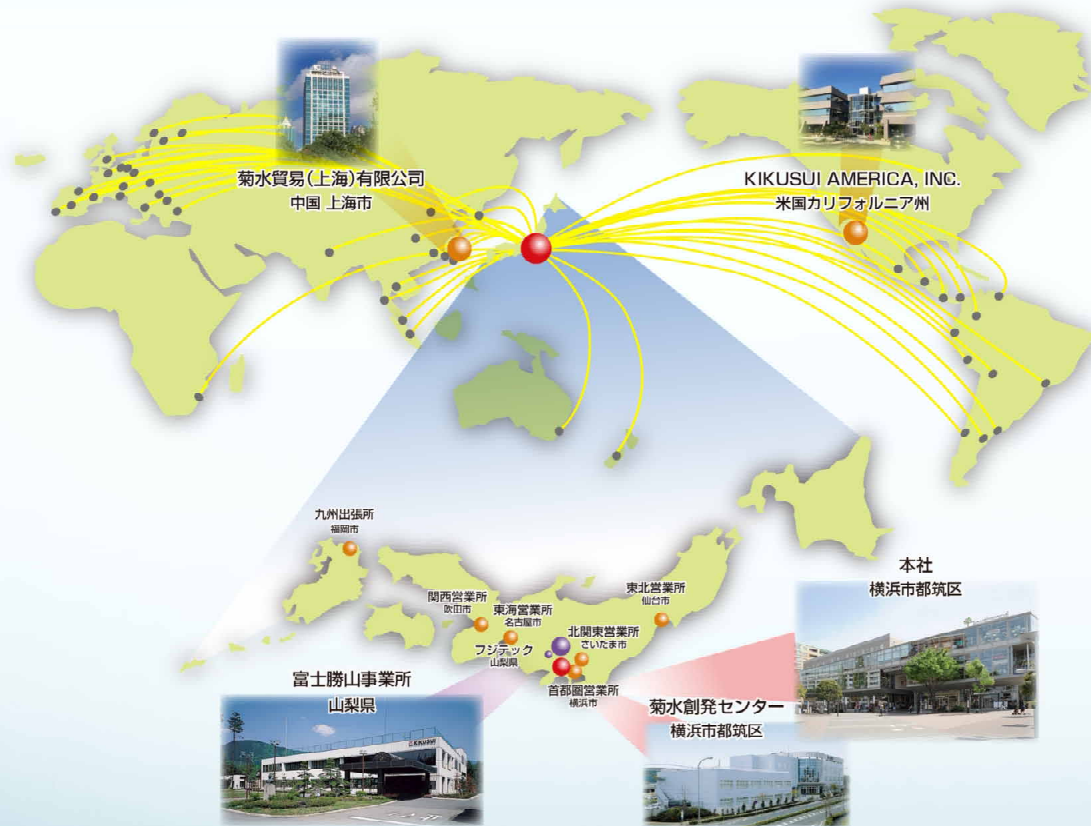 菊水貿易(上海)有限公司
中国 上海市
KIKUSUI AMERICA, INC.
米国カリフォルニア州
九州出張所
福岡市
関西営業所
吹田市
東海営業所
名古屋市
フジテック
山梨県
北関東営業所
さいたま市
東北営業所
仙台市
首都圏営業所
横浜市
本社
横浜市都筑区
富士勝山事業所
山梨県
菊水創発センター
横浜市都筑区
KIKUSUI